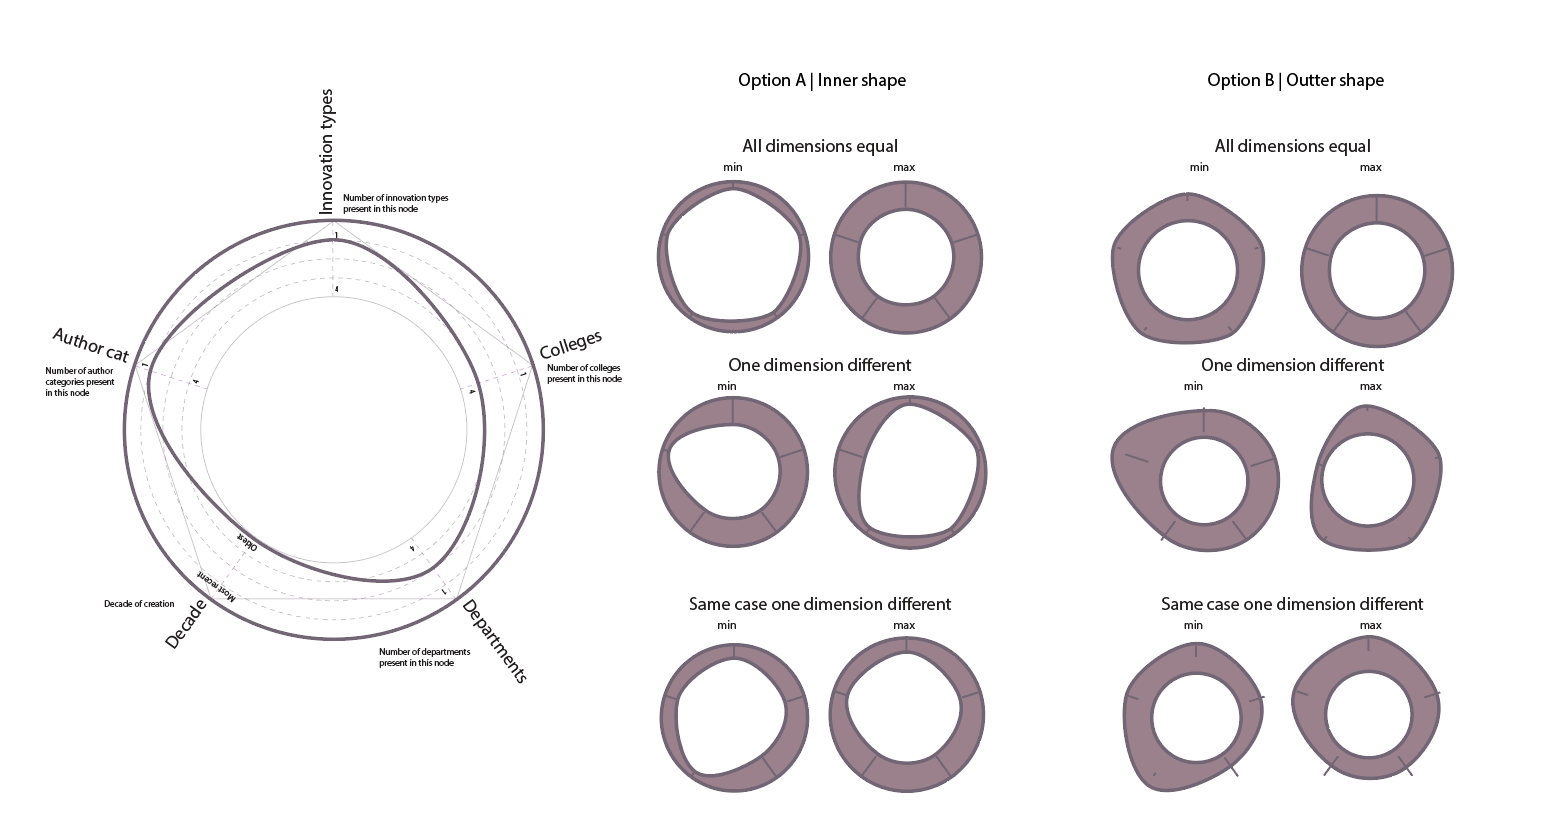 Innovation types
Number of innovation types
present in this node
1
4
Author cat
Number of author
categories present
in this node
1
4
Colleges
Number of colleges
present in this node
1
4
Oldest
Most recent
Decade of creation
Decade
4
1
Departments
Number of departments
present in this node
Option A | Inner shape
All dimensions equal
min
max
One dimension different
min
max
Same case one dimension different
min
max
Option B | Outter shape
All dimensions equal
min
max
One dimension different
min
max
Same case one dimension different
min
max